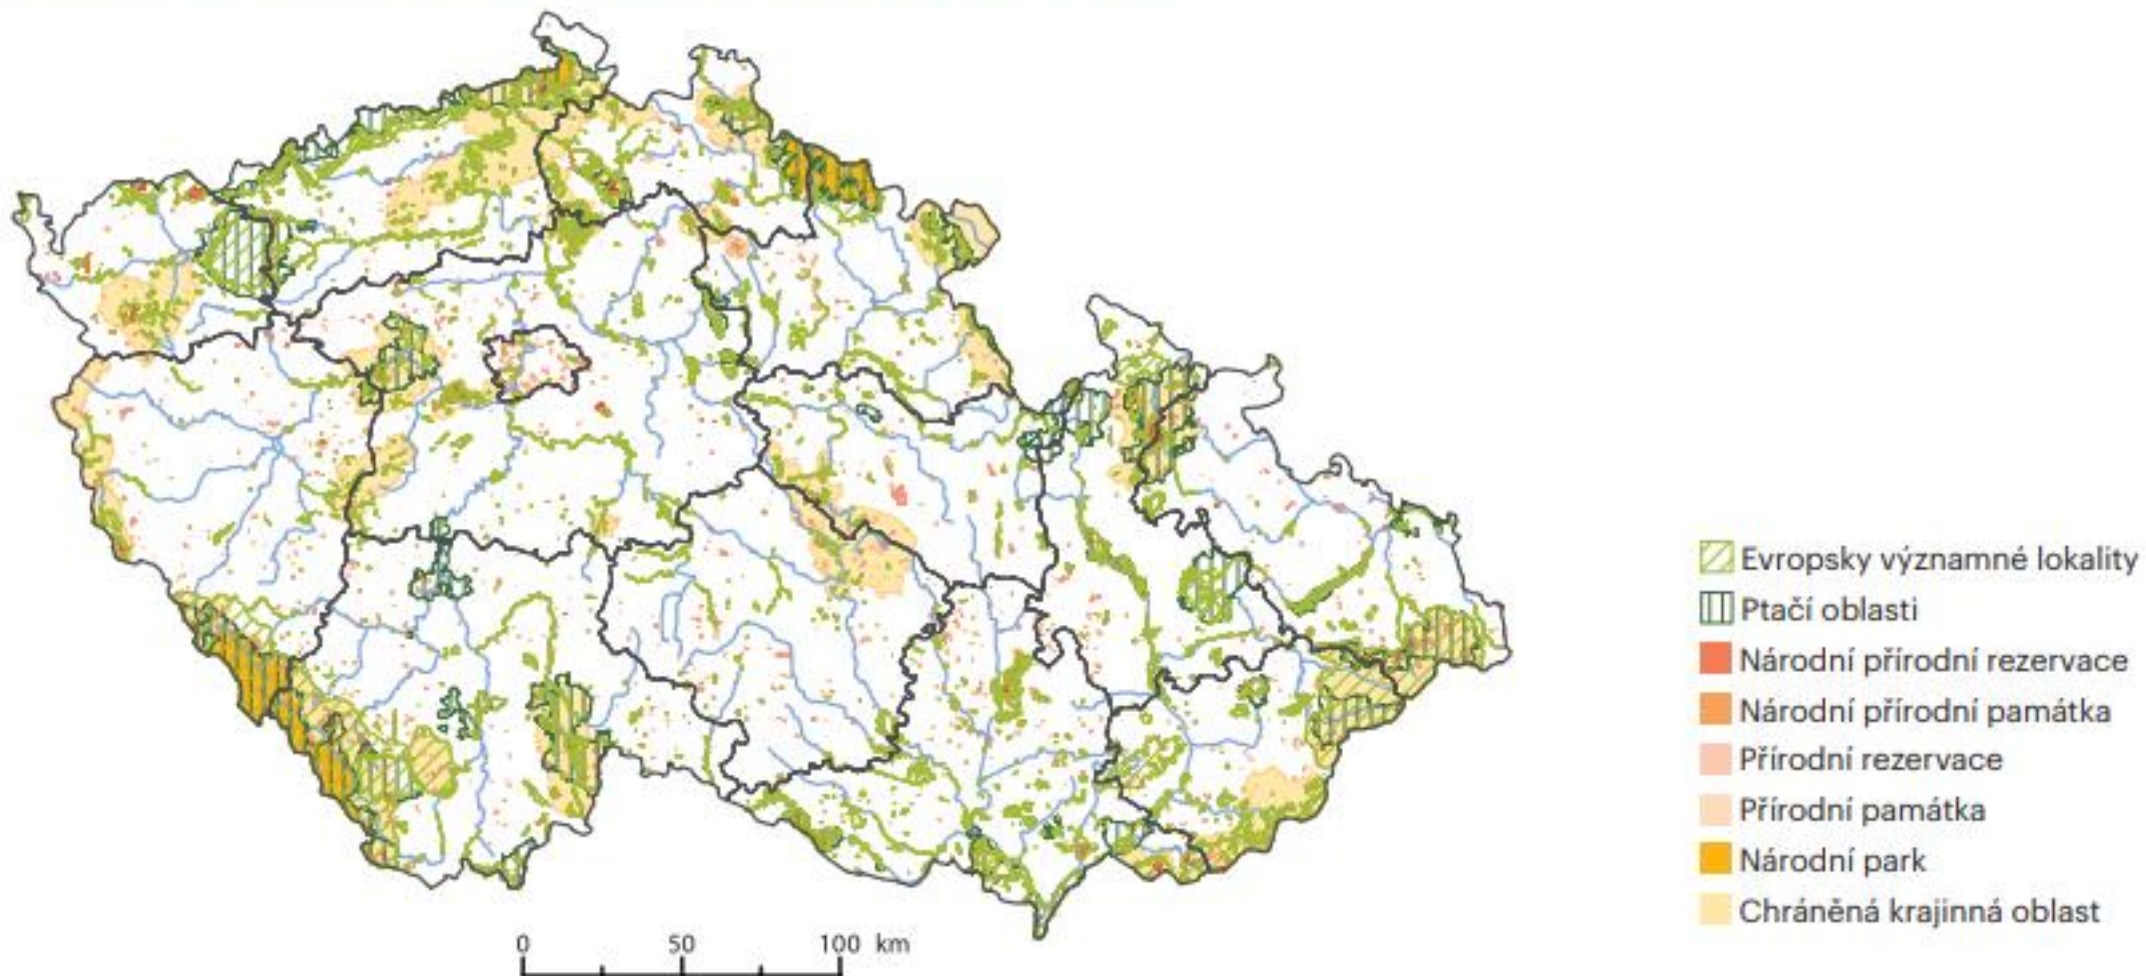 Evropsky významné lokality
Ptačí oblasti
Národní přírodní rezervace
Národní přírodní památka
Přírodní rezervace
Přírodní památka
Národní park
Chráněná krajinná oblast
0 50 100 km